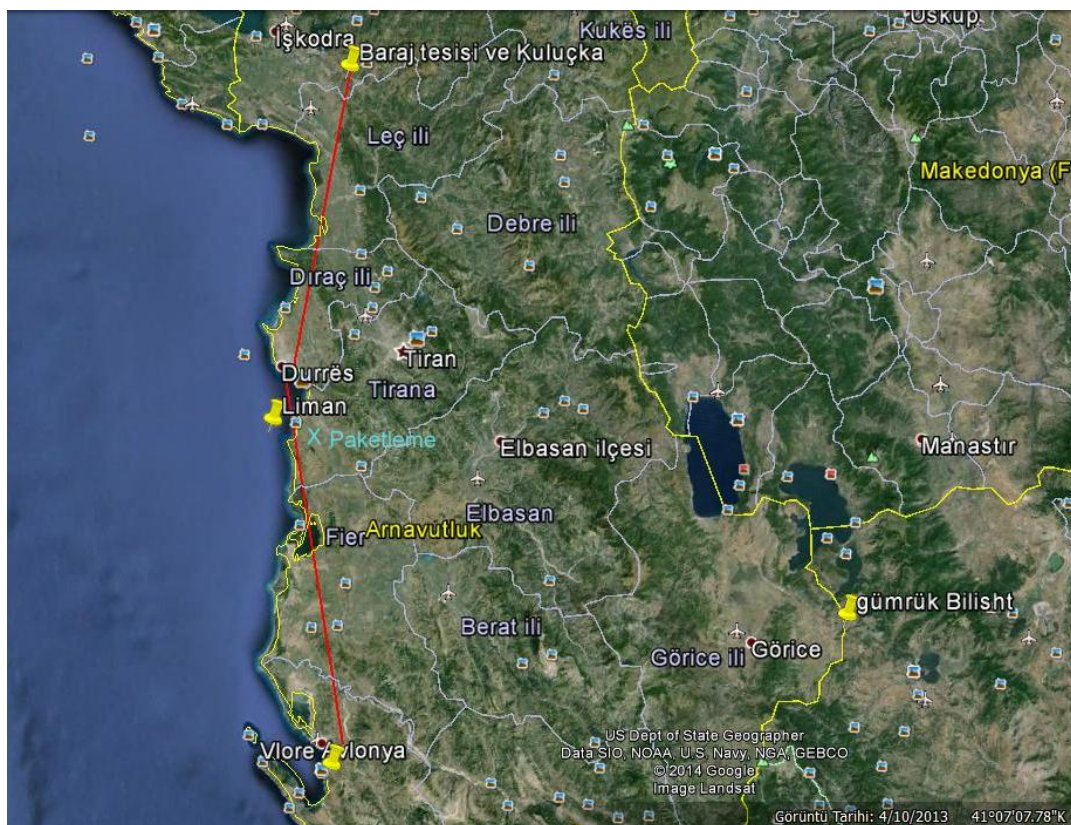 Üsküp
Kukës ili
İşkodra
Baraj tesisi ve Kuluçka
Leç ili
Makedonya (F
Debre ili
Dıraç ili
Tiran
Durrës
Tirana
Liman
X Paketleme
Elbasan ilçesi
Manastır
Elbasan
Fier
Arnavutluk
gümrük Bilisht
Berat ili
Görice ili
Görice
US Dept of State Geographer
Vlore Avlonya
Data SIO, NOAA, U.S. Navy, NGA, GEBCO
© 2014 Google
Image Landsat
Görüntü Tarihi: 4/10/2013 41°07'07.78"K